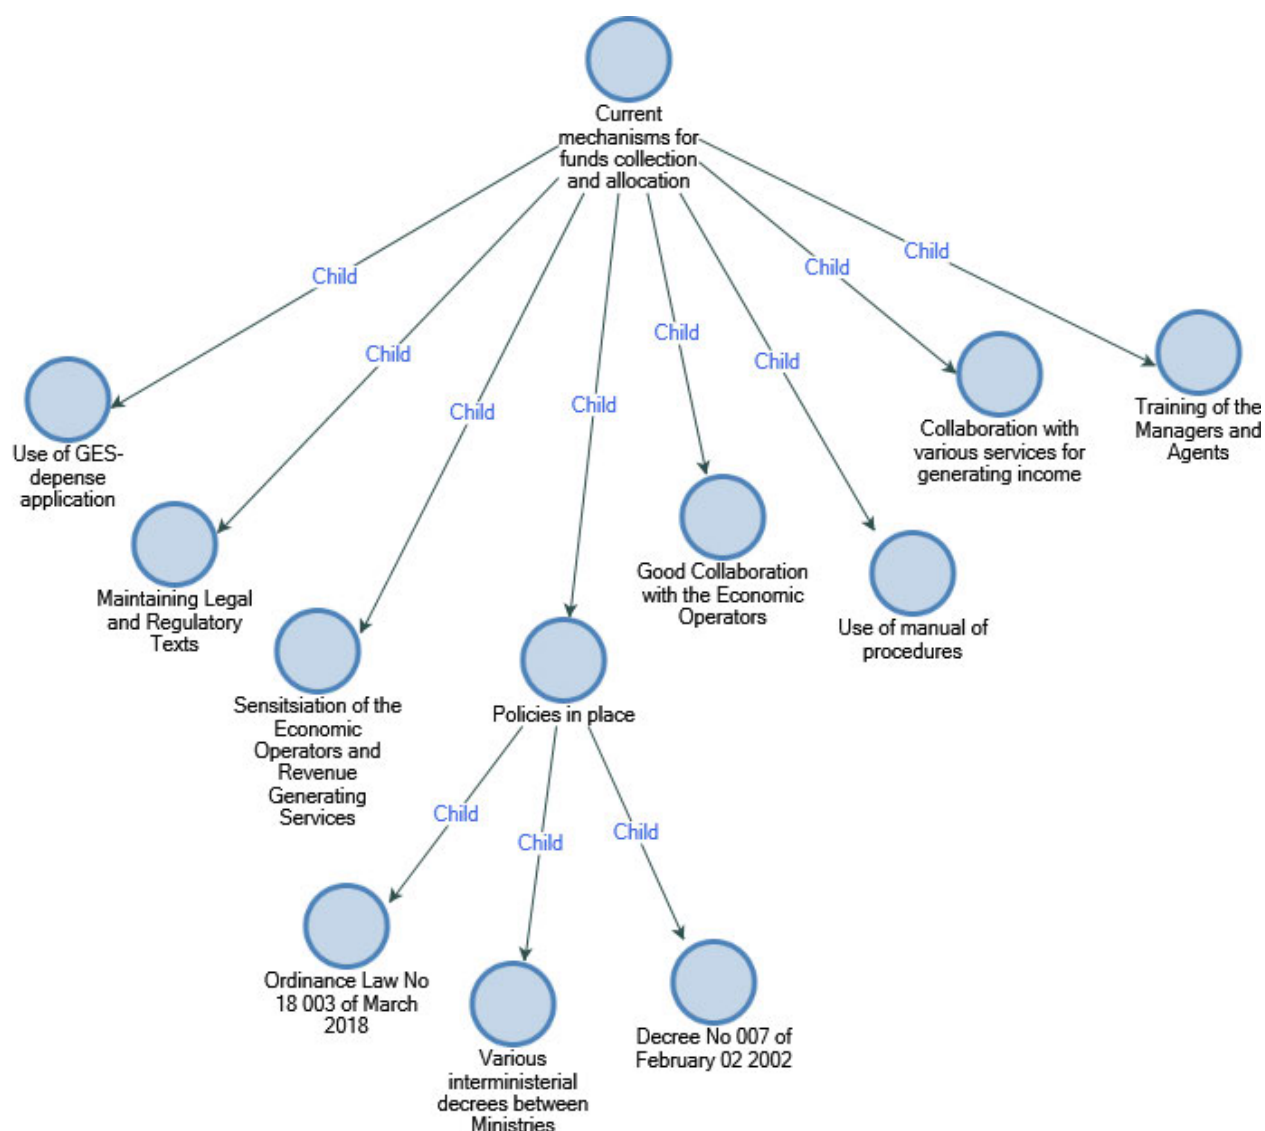 Current
mechanisms for
funds collection
and allocation
Child
Child
Child
Child
Child
Child
Child
Child
Use of GES-
depense
application
Maintaining Legal
and Regulatory
Texts
Sensitsiation of the
Economic
Operators and
Revenue
Generating
Services
Policies in place
Good Collaboration
with the Economic
Operators
Use of manual of
procedures
Collaboration with
various services for
generating income
Training of the
Managers and
Agents
Child
Child
Child
Ordinance Law No
18 003 of March
2018
Various
interministerial
decrees between
Ministries
Decree No 007 of
February 02 2002